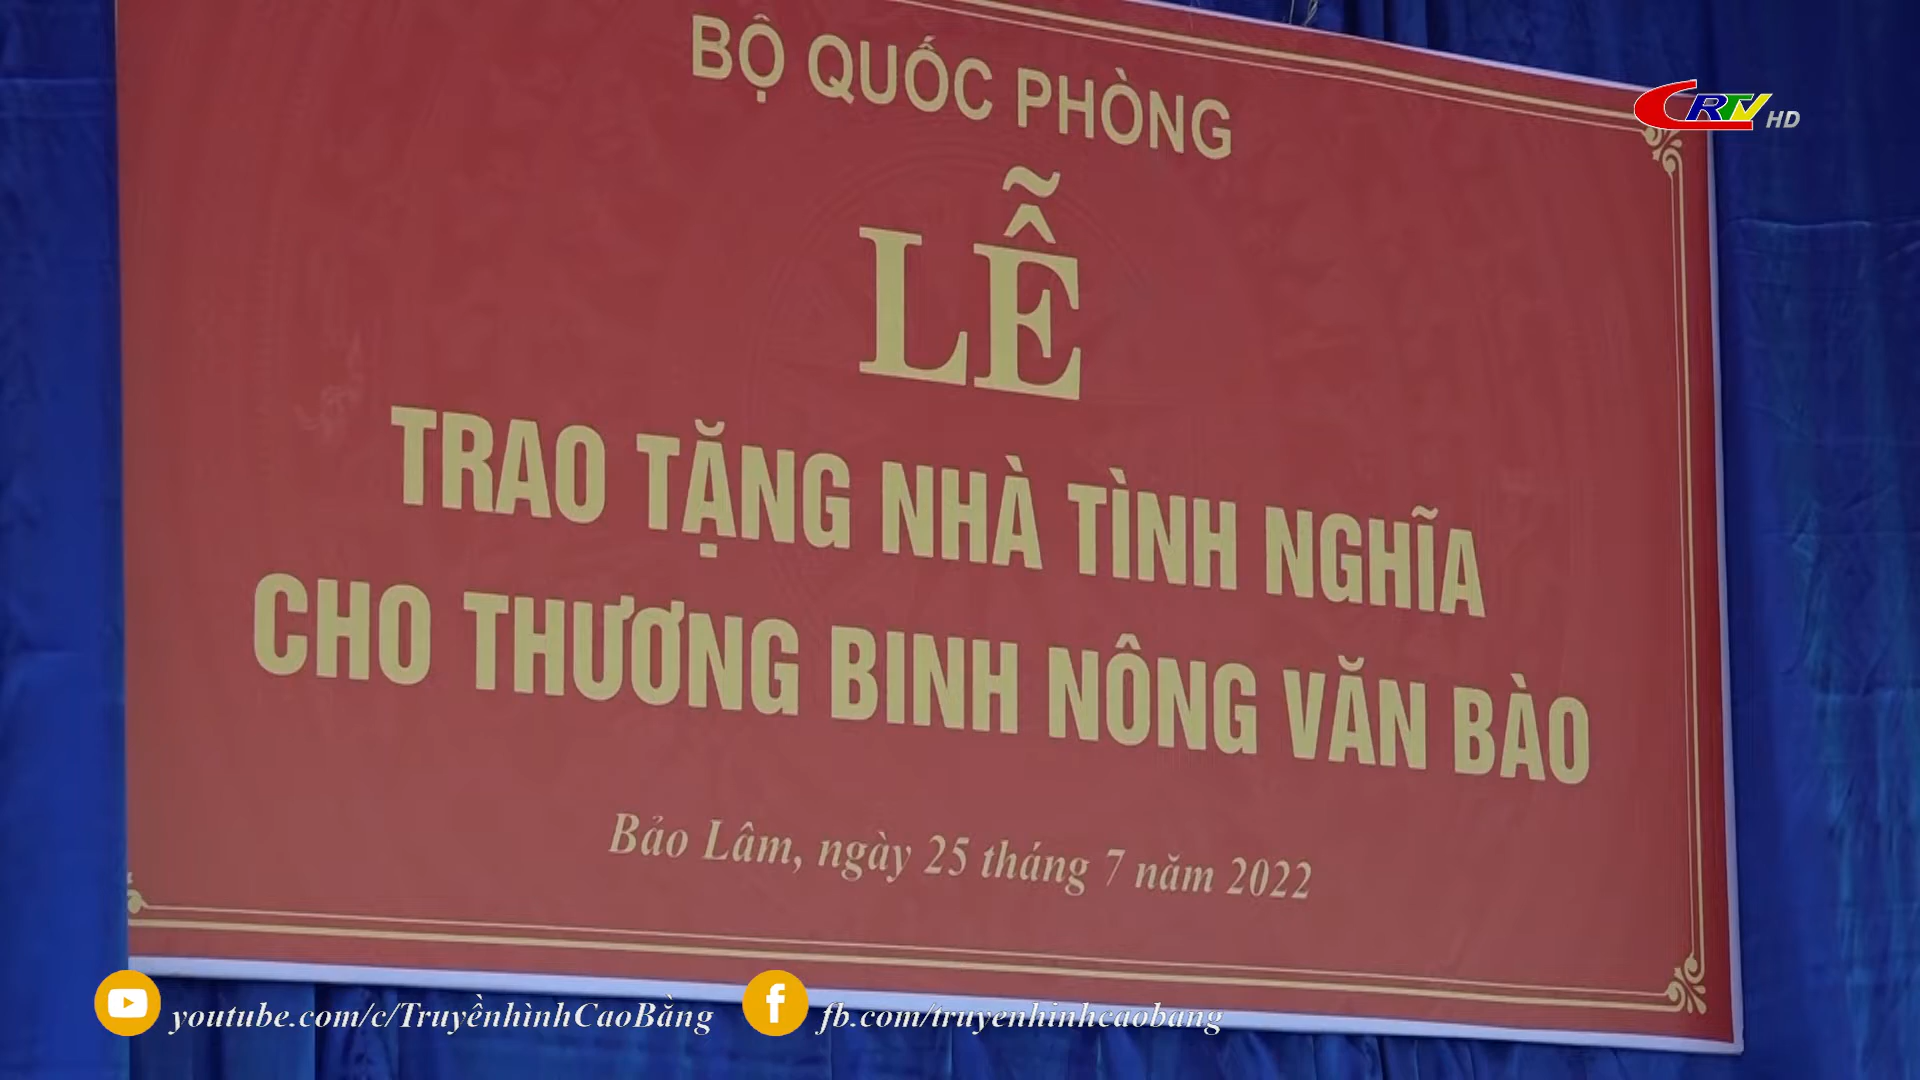 BỘ QUỐC PHÒNG
CRTV HD
LỄ
TRAO TẶNG NHÀ TÌNH NGHĨA
CHO THƯƠNG BINH NÔNG VĂN BÀO
Bảo Lâm, ngày 25 tháng 7 năm 2022
youtube.com/c/TruyềnhìnhCaoBằng
fb.com/truyenhinhcaobang